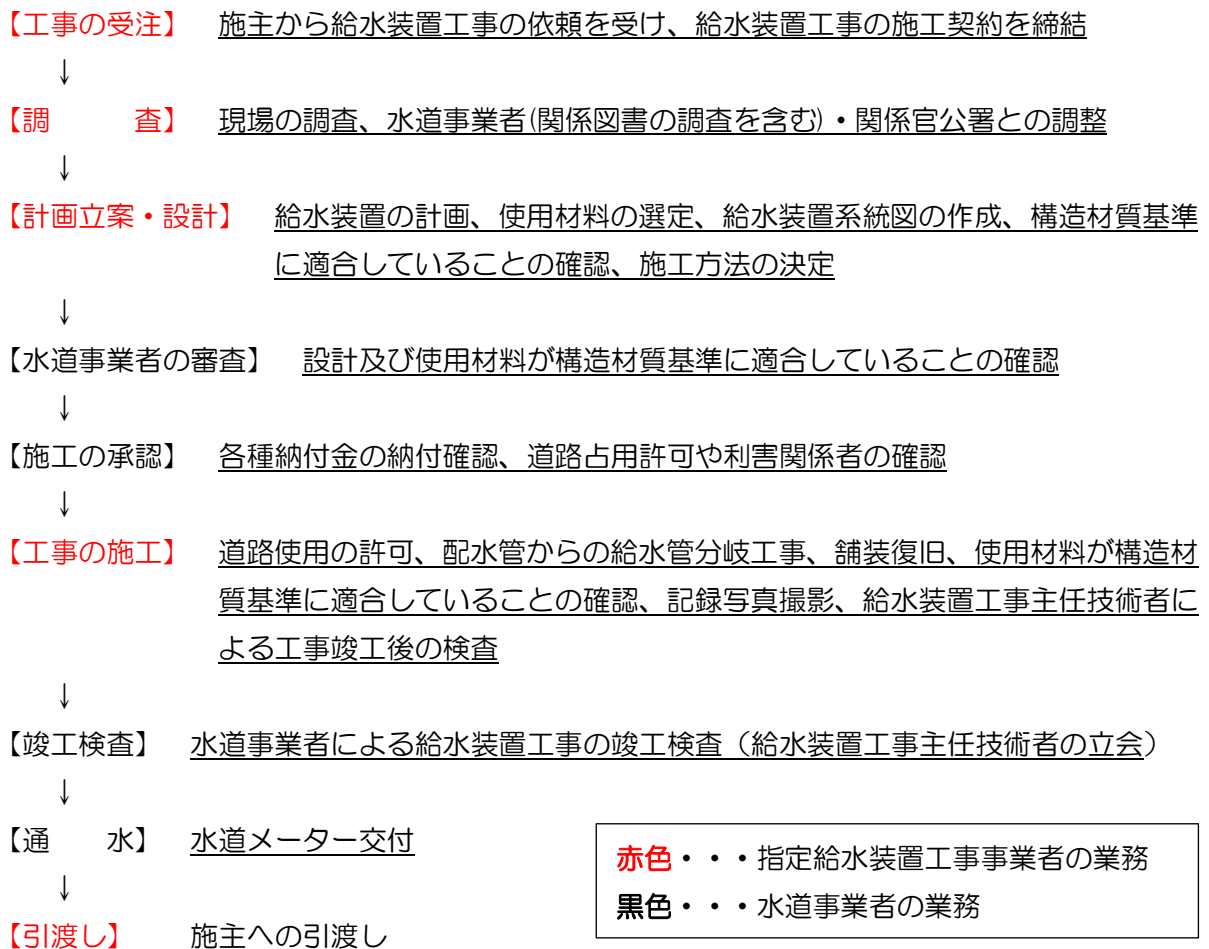 【工事の受注】　施主から給水装置工事の依頼を受け、給水装置工事の施工契約を締結
↓
【調　　　査】　現場の調査、水道事業者(関係図書の調査を含む)・関係官公署との調整
↓
【計画立案・設計】　給水装置の計画、使用材料の選定、給水装置系統図の作成、構造材質基準
に適合していることの確認、施工方法の決定
↓
【水道事業者の審査】　設計及び使用材料が構造材質基準に適合していることの確認
↓
【施工の承認】　各種納付金の納付確認、道路占用許可や利害関係者の確認
↓
【工事の施工】　道路使用の許可、配水管からの給水管分岐工事、舗装復旧、使用材料が構造材
質基準に適合していることの確認、記録写真撮影、給水装置工事主任技術者に
よる工事竣工後の検査
↓
【竣工検査】　水道事業者による給水装置工事の竣工検査（給水装置工事主任技術者の立会）
↓
【通　　水】　水道メーター交付
↓
【引渡し】　　施主への引渡し
赤色・・・指定給水装置工事事業者の業務
黒色・・・水道事業者の業務